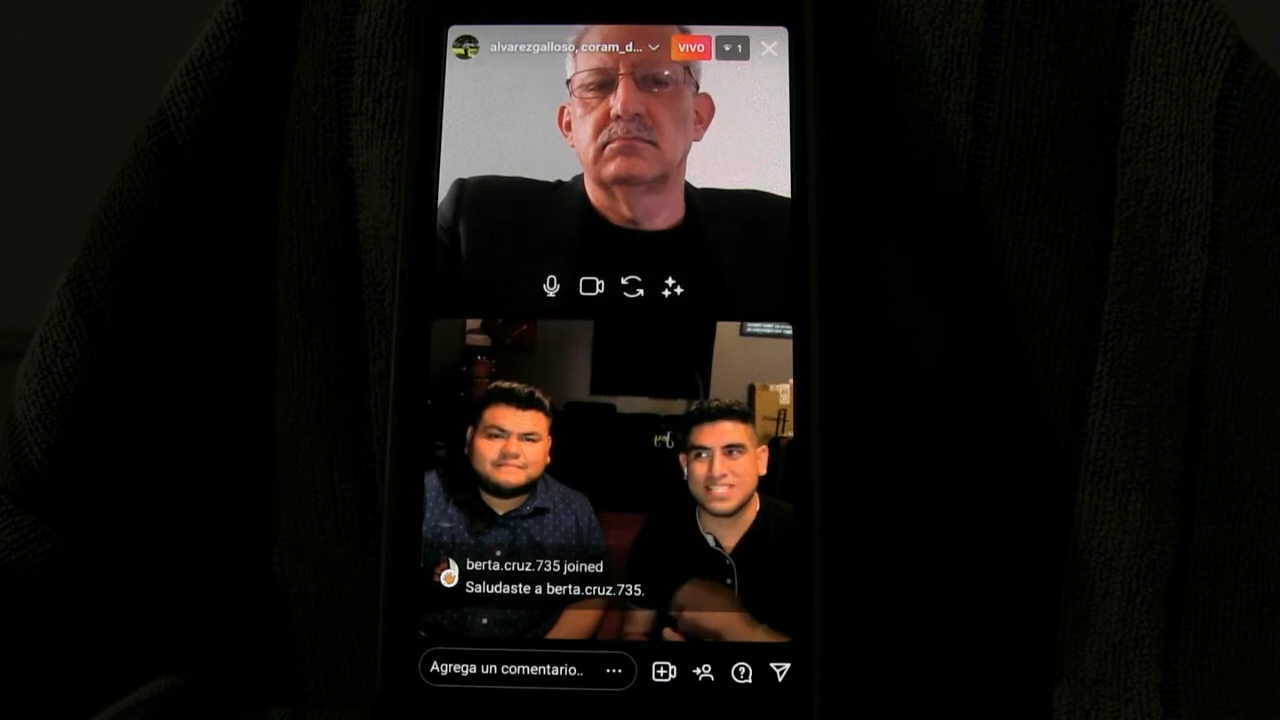 alvarezgalloso, coram_d...
VIVO
1
berta.cruz.735 joined
Saludaste a berta.cruz.735.
Agrega un comentario..